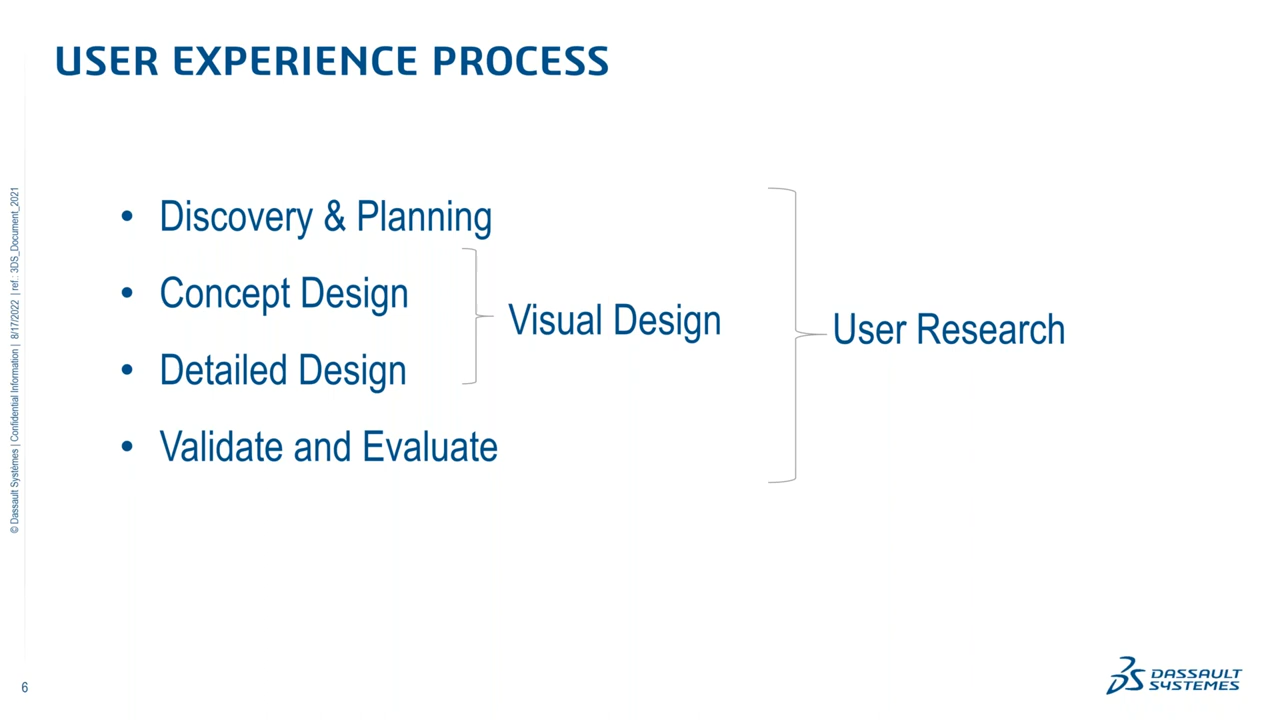 USER EXPERIENCE PROCESS
• Discovery & Planning
• Concept Design
• Detailed Design
• Validate and Evaluate
Visual Design
User Research
© Dassault Systèmes | Confidential Information | 8/17/2022 | ref.: 3DS_Document_2021
6
3DS DASSAULT
SYSTEMES